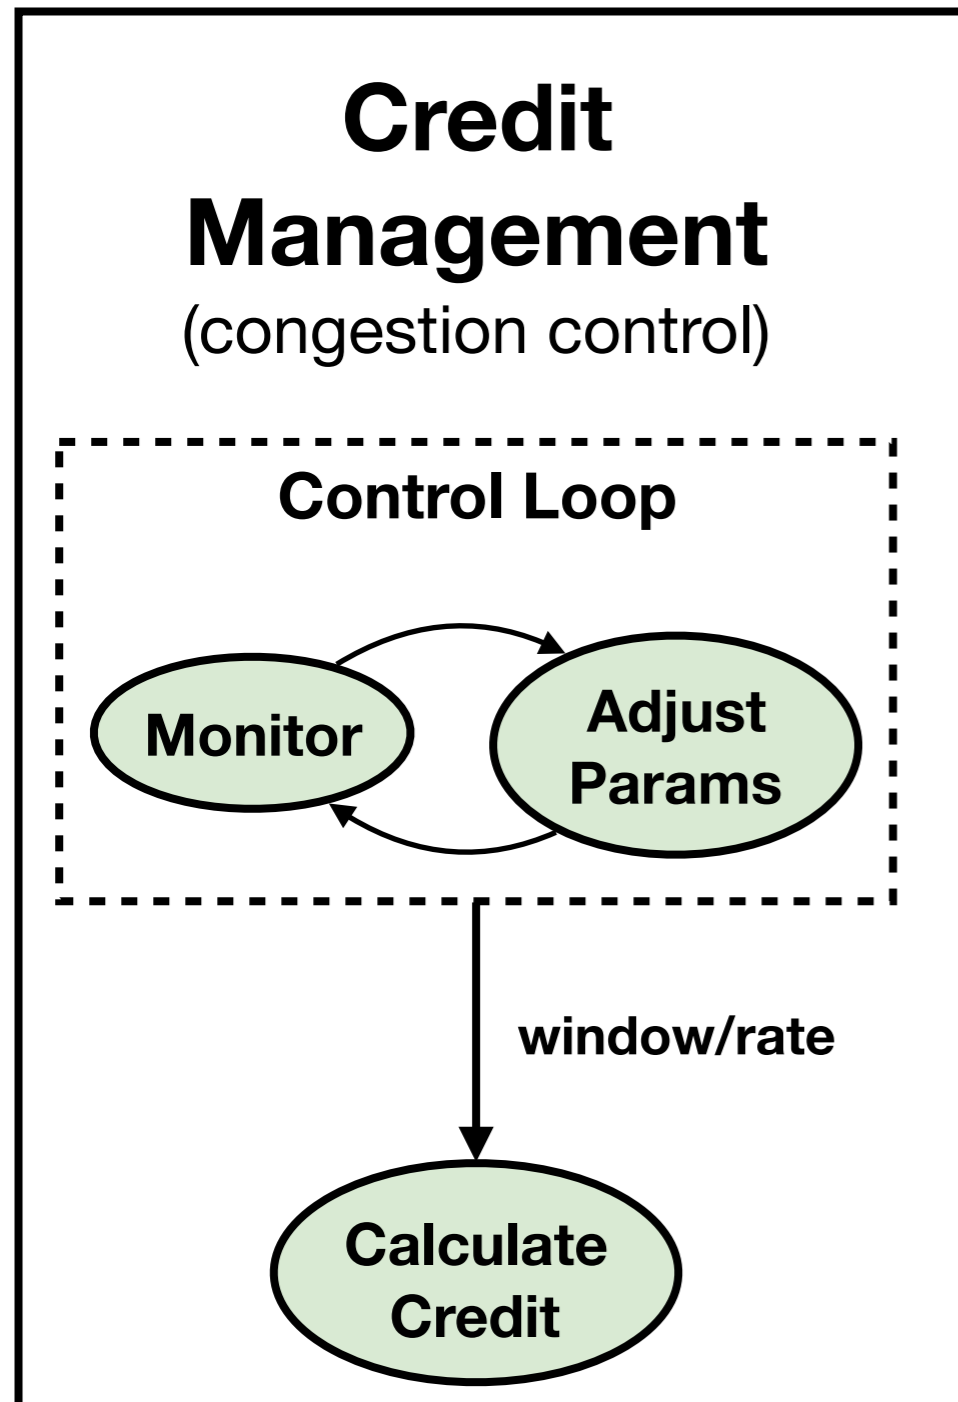 Credit
Management
(congestion control)
Control Loop
Monitor
Adjust
Params
window/rate
Calculate
Credit